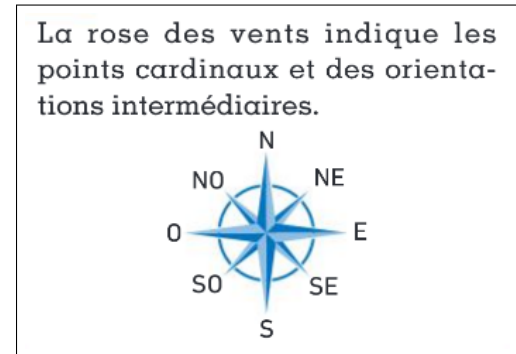 La rose des vents indique les
points cardinaux et des orienta-
tions intermédiaires.
N
NO NE
O E
SO SE
S